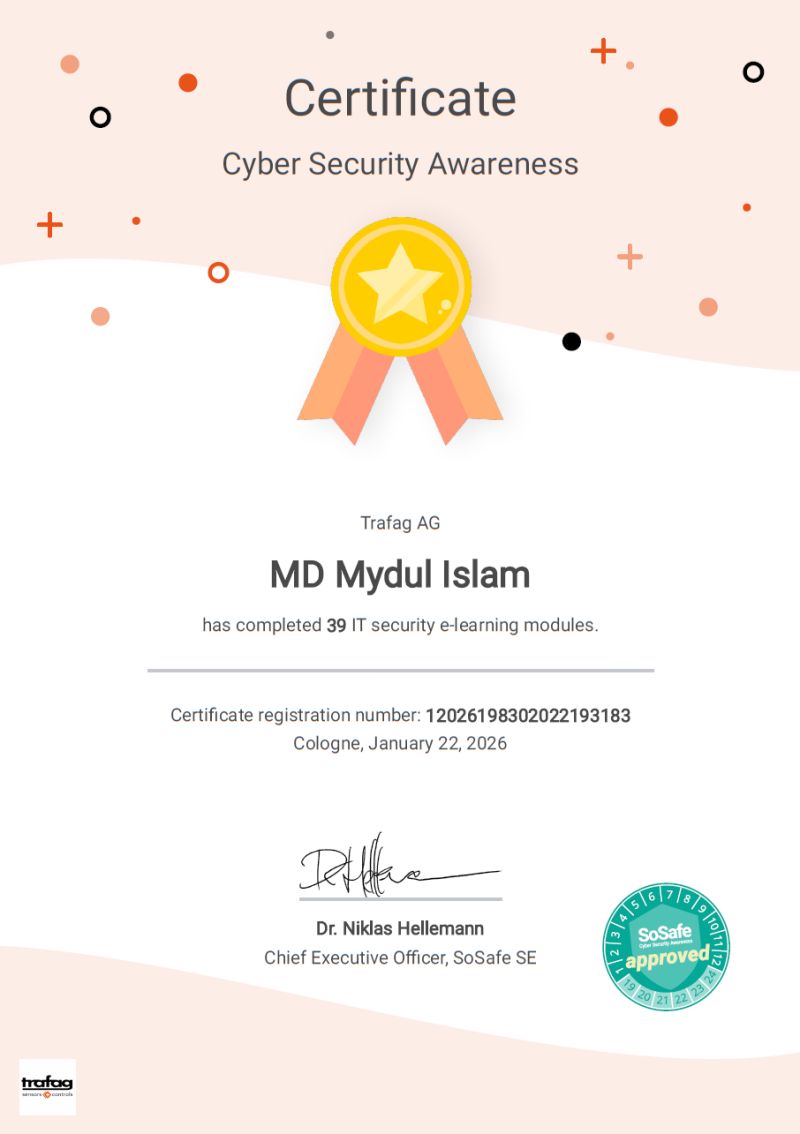 Certificate
Cyber Security Awareness
Trafag AG
MD Mydul Islam
has completed 39 IT security e-learning modules.
Certificate registration number: 12026198302022193183
Cologne, January 22, 2026
Dr. Niklas Hellemann
Chief Executive Officer, SoSafe SE
1 2 3 4 5 6 7 8 9 10 11 12
SoSafe
Cyber Security Awareness
approved
19 20 21 22 23 24
trafag
sensors controls